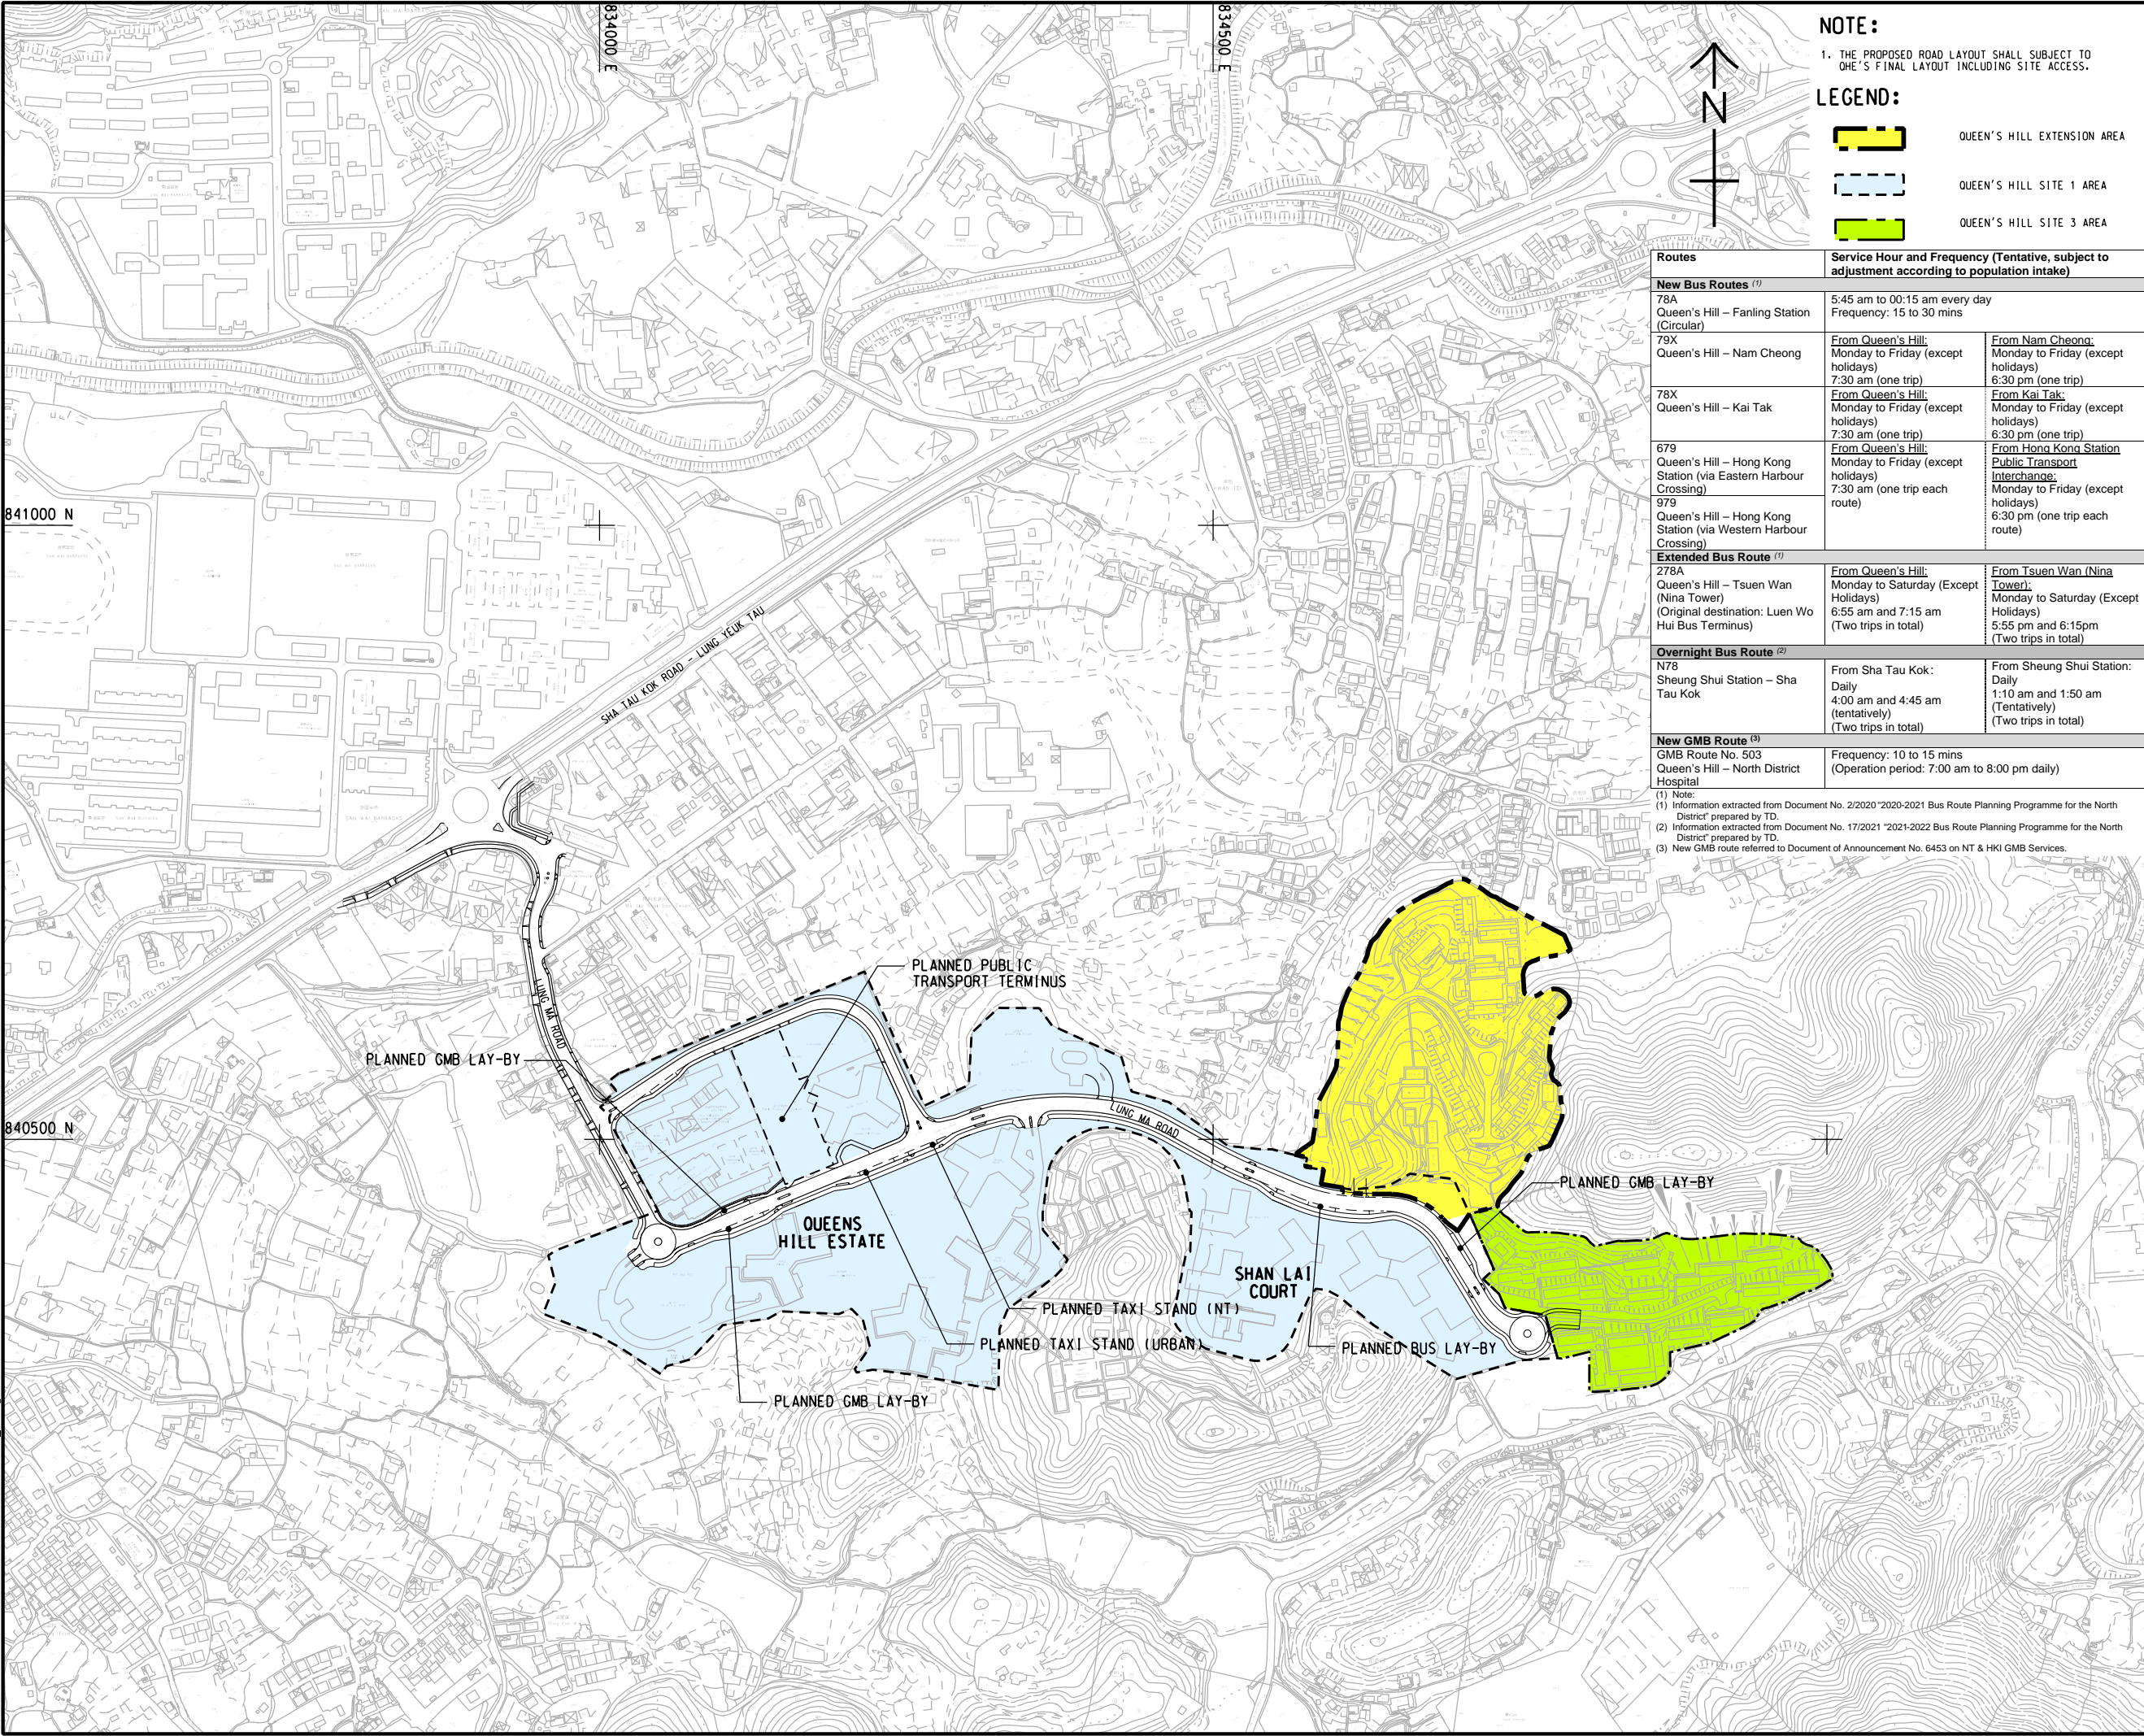 834000 E
834500 E
841000 N
840500 N
N
NOTE:
1. THE PROPOSED ROAD LAYOUT SHALL SUBJECT TO
QHE'S FINAL LAYOUT INCLUDING SITE ACCESS.
LEGEND:
QUEEN'S HILL EXTENSION AREA
QUEEN'S HILL SITE 1 AREA
QUEEN'S HILL SITE 3 AREA
Routes
Service Hour and Frequency (Tentative, subject to
adjustment according to population intake)
New Bus Routes (1)
78A
Queen's Hill – Fanling Station
(Circular)
5:45 am to 00:15 am every day
Frequency: 15 to 30 mins
79X
Queen's Hill – Nam Cheong
From Queen's Hill:
Monday to Friday (except
holidays)
7:30 am (one trip)
From Nam Cheong:
Monday to Friday (except
holidays)
6:30 pm (one trip)
78X
Queen's Hill – Kai Tak
From Queen's Hill:
Monday to Friday (except
holidays)
7:30 am (one trip)
From Kai Tak:
Monday to Friday (except
holidays)
6:30 pm (one trip)
679
Queen's Hill – Hong Kong
Station (via Eastern Harbour
Crossing)
979
Queen's Hill – Hong Kong
Station (via Western Harbour
Crossing)
From Queen's Hill:
Monday to Friday (except
holidays)
7:30 am (one trip each
route)
From Hong Kong Station
Public Transport
Interchange:
Monday to Friday (except
holidays)
6:30 pm (one trip each
route)
Extended Bus Route (1)
278A
Queen's Hill – Tsuen Wan
(Nina Tower)
(Original destination: Luen Wo
Hui Bus Terminus)
From Queen's Hill:
Monday to Saturday (Except
Holidays)
6:55 am and 7:15 am
(Two trips in total)
From Tsuen Wan (Nina
Tower):
Monday to Saturday (Except
Holidays)
5:55 pm and 6:15pm
(Two trips in total)
Overnight Bus Route (2)
N78
Sheung Shui Station – Sha
Tau Kok
From Sha Tau Kok:
Daily
4:00 am and 4:45 am
(tentatively)
(Two trips in total)
From Sheung Shui Station:
Daily
1:10 am and 1:50 am
(Tentatively)
(Two trips in total)
New GMB Route (3)
GMB Route No. 503
Queen's Hill – North District
Hospital
Frequency: 10 to 15 mins
(Operation period: 7:00 am to 8:00 pm daily)
(1) Note:
(1) Information extracted from Document No. 2/2020 "2020-2021 Bus Route Planning Programme for the North
District" prepared by TD.
(2) Information extracted from Document No. 17/2021 "2021-2022 Bus Route Planning Programme for the North
District" prepared by TD.
(3) New GMB route referred to Document of Announcement No. 6453 on NT & HKI GMB Services.
SHA TAU KOK ROAD - LUNG YEUK TAU
LUNG MA ROAD
PLANNED PUBLIC
TRANSPORT TERMINUS
PLANNED GMB LAY-BY
LUNG MA ROAD
PLANNED GMB LAY-BY
QUEENS
HILL ESTATE
SHAN LAI
COURT
PLANNED TAXI STAND (NT)
PLANNED TAXI STAND (URBAN)
PLANNED BUS LAY-BY
PLANNED GMB LAY-BY